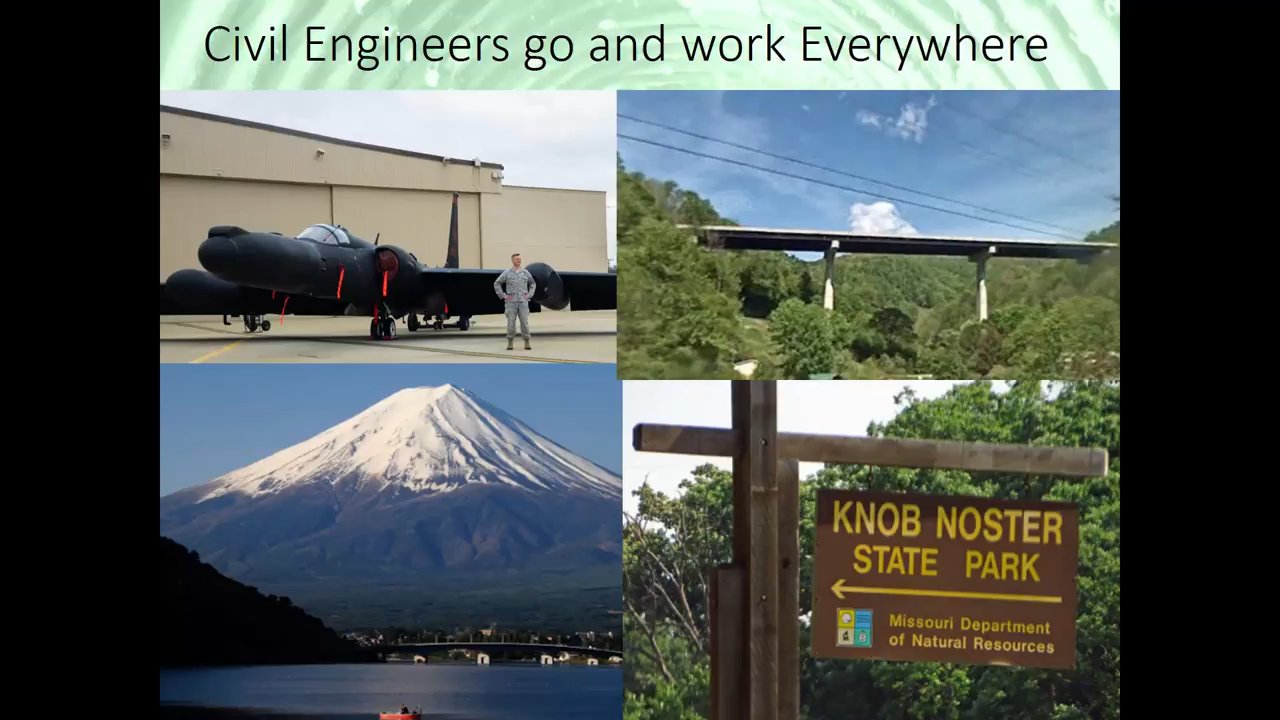 Civil Engineers go and work Everywhere
KNOB NOSTER
STATE PARK
Missouri Department
of Natural Resources